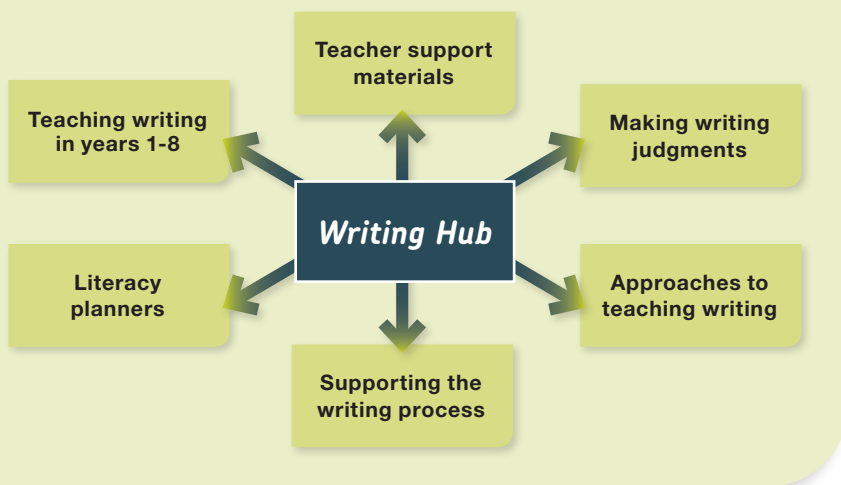 Teacher support
materials
Teaching writing
in years 1-8
Making writing
judgments
Writing Hub
Literacy
planners
Approaches to
teaching writing
Supporting the
writing process